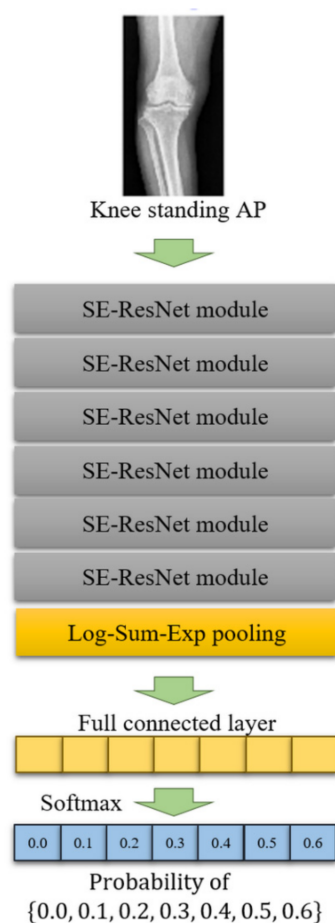 Knee standing AP
SE-ResNet module
SE-ResNet module
SE-ResNet module
SE-ResNet module
SE-ResNet module
SE-ResNet module
Log-Sum-Exp pooling
Full connected layer
Softmax
0.0 0.1 0.2 0.3 0.4 0.5 0.6
Probability of
{0.0, 0.1, 0.2, 0.3, 0.4, 0.5, 0.6}